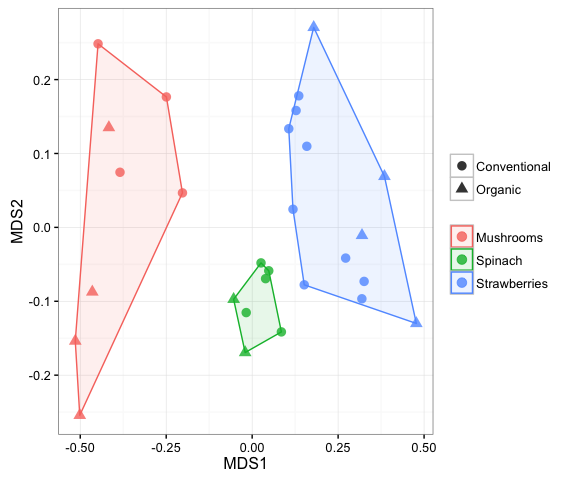 MDS2
0.2
0.1
0.0
-0.1
-0.2
-0.50
-0.25
0.00
0.25
0.50
MDS1
Conventional
Organic
Mushrooms
Spinach
Strawberries